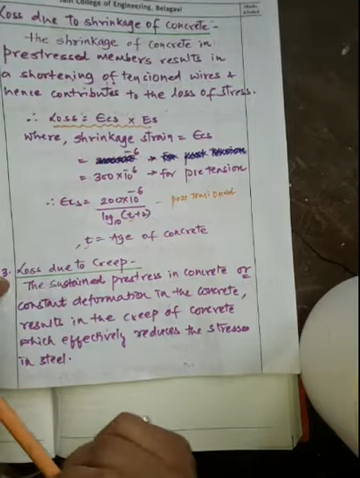 College of Engineering, Belagavi
Loss due to shrinkage of concrete -
the shrinkage of concrete in
prestressed members results in
a shortening of tensioned wires &
hence contributes to the loss of stress.
∴ Loss = Ecs × Es
where, shrinkage strain = Ecs
= 300×10⁻⁶ → for pretension
∴ Ecs = 200×10⁻⁶ / log₁₀(t+2) - post tensioned
, t = Age of concrete
3. Loss due to Creep -
The sustained prestress in concrete or
constant deformation in the concrete,
results in the creep of concrete
which effectively reduces the stresses
in steel.